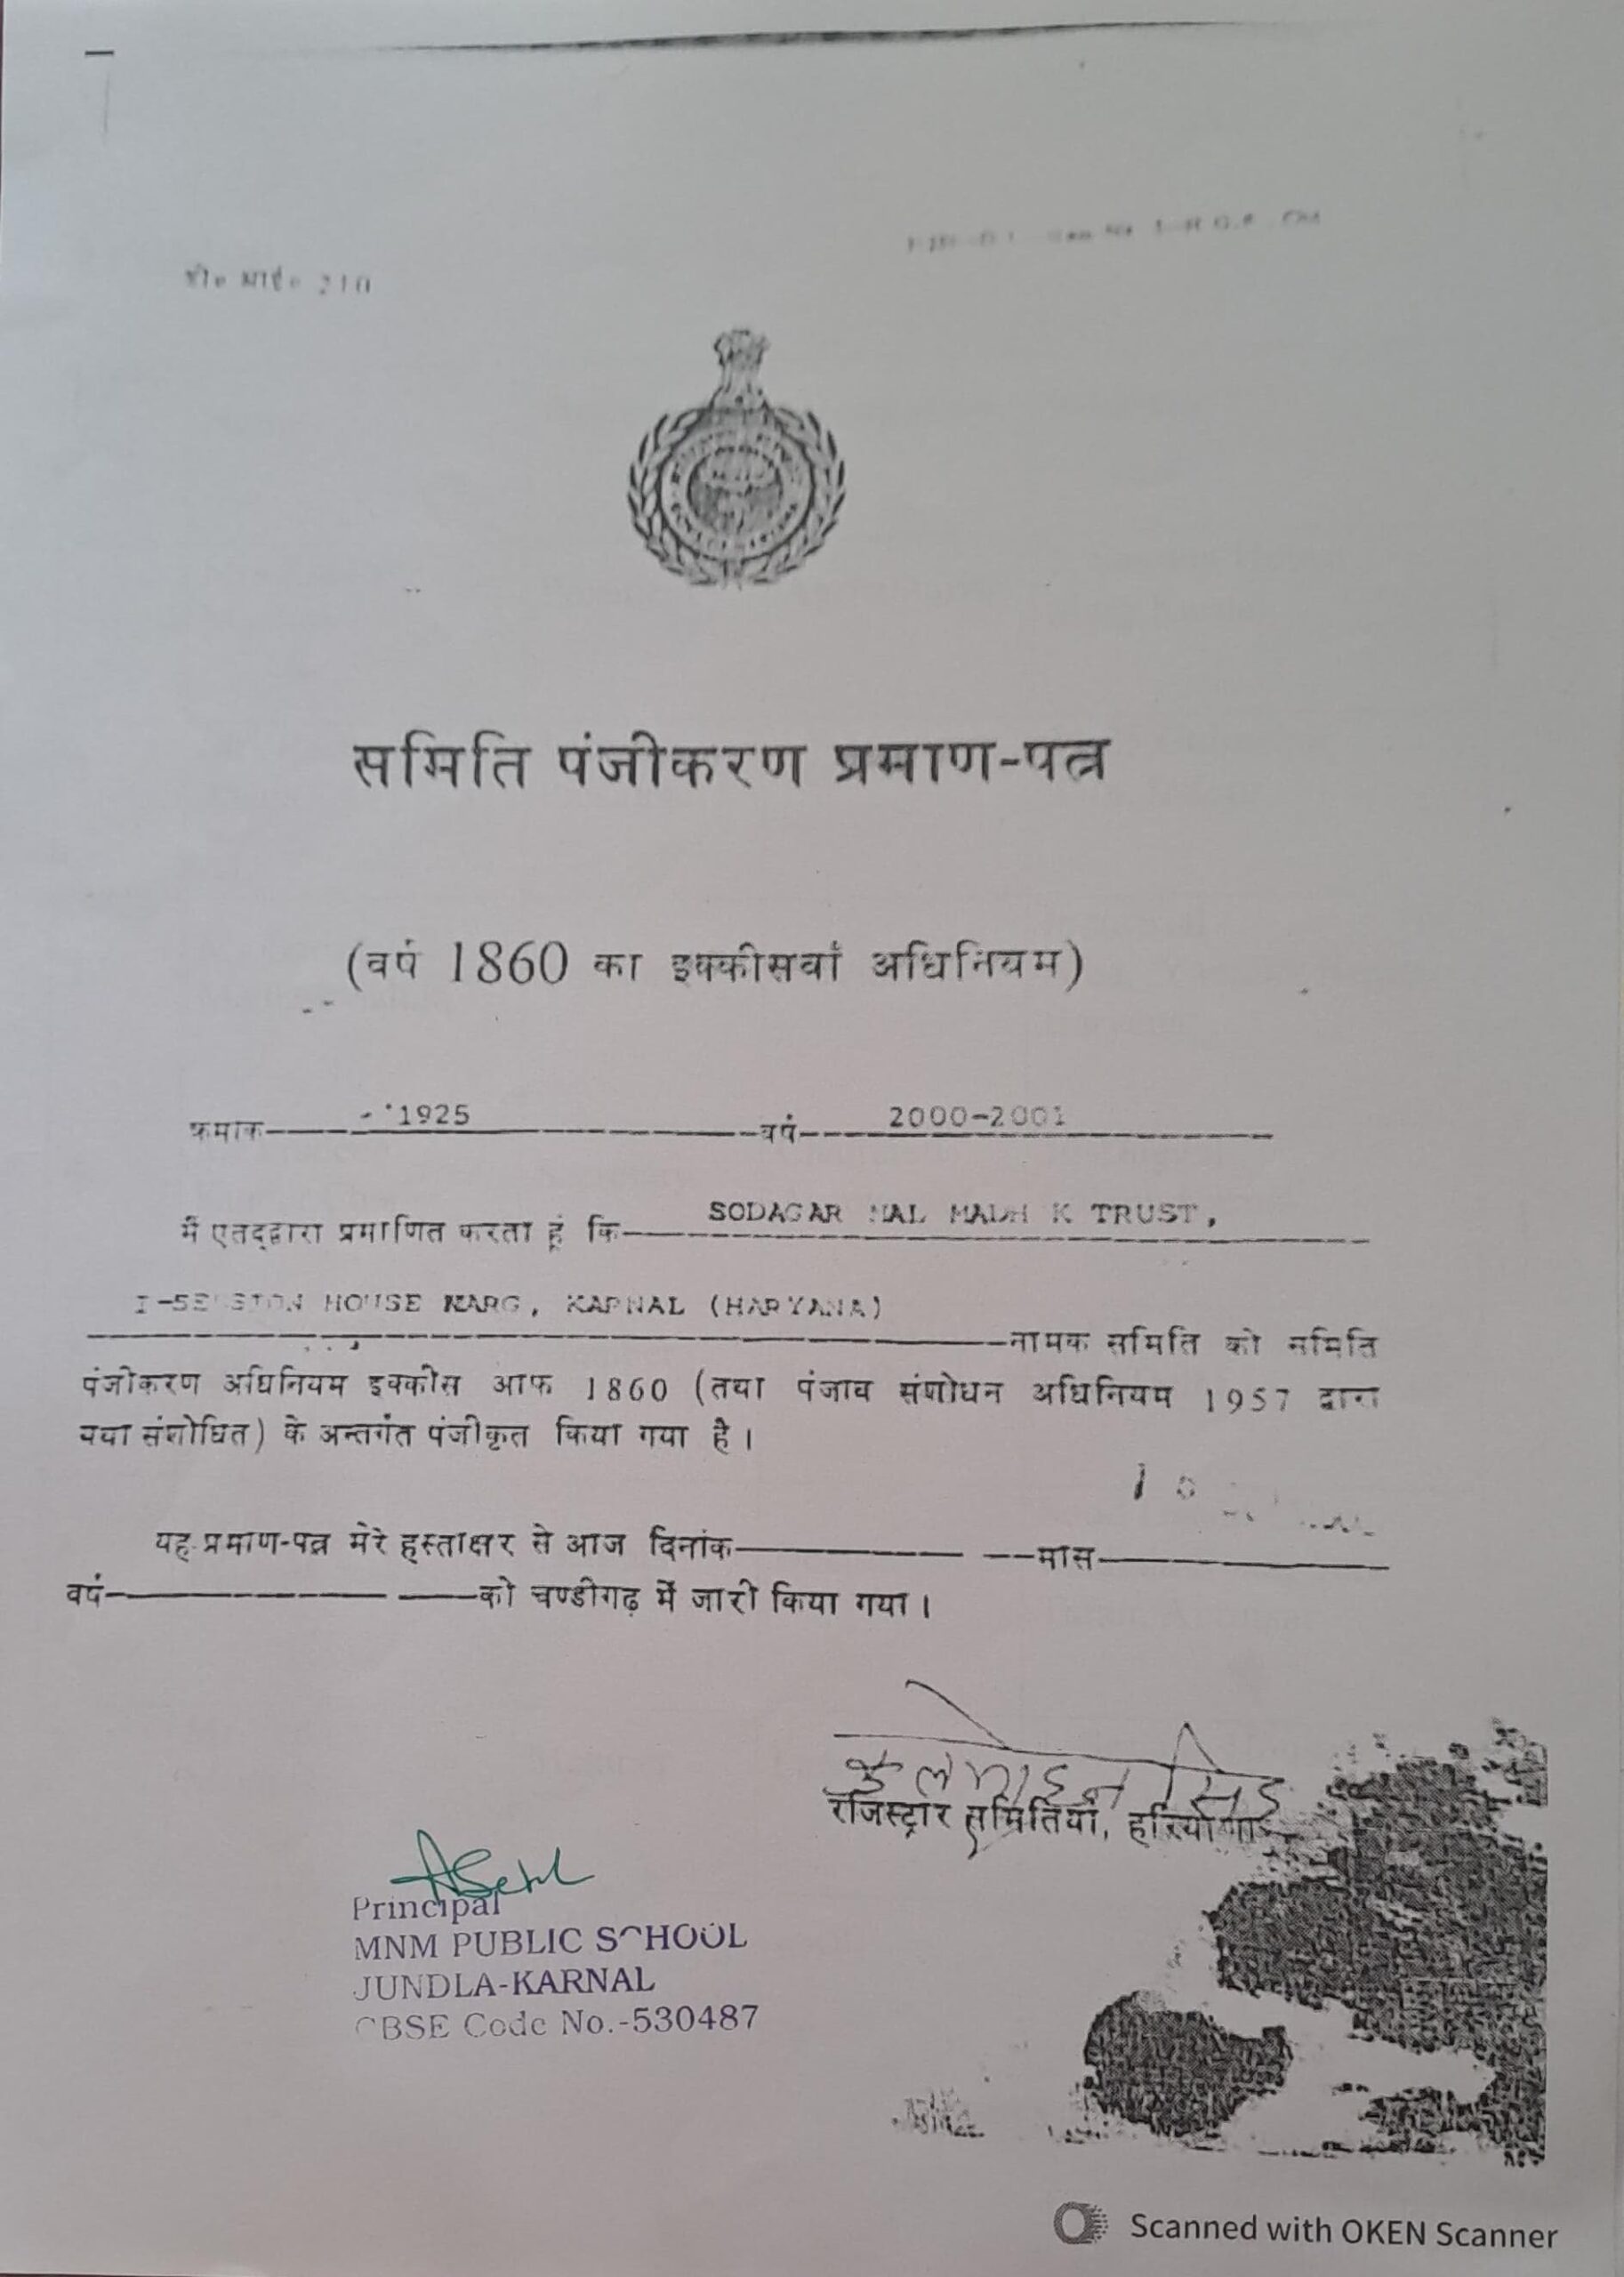 डी० आई० 210
समिति पंजीकरण प्रमाण-पत्र
(वर्ष 1860 का इक्कीसवां अधिनियम)
क्रमांक 1925 वर्ष 2000-2001
मैं एतद्द्वारा प्रमाणित करता हूं कि SODAGAR MAL MADH K TRUST,
HOUSE MARG, KARNAL (HARYANA)
नामक समिति को समिति
पंजीकरण अधिनियम इक्कीस आफ 1860 (तथा पंजाब संशोधन अधिनियम 1957 द्वारा
यथा संशोधित) के अन्तर्गत पंजीकृत किया गया है।
यह प्रमाण-पत्र मेरे हस्ताक्षर से आज दिनांक मास
वर्ष को चण्डीगढ़ में जारी किया गया।
रजिस्ट्रार समितियां, हरियाणा
Principal
MNM PUBLIC SCHOOL
JUNDLA-KARNAL
CBSE Code No.-530487
Scanned with OKEN Scanner